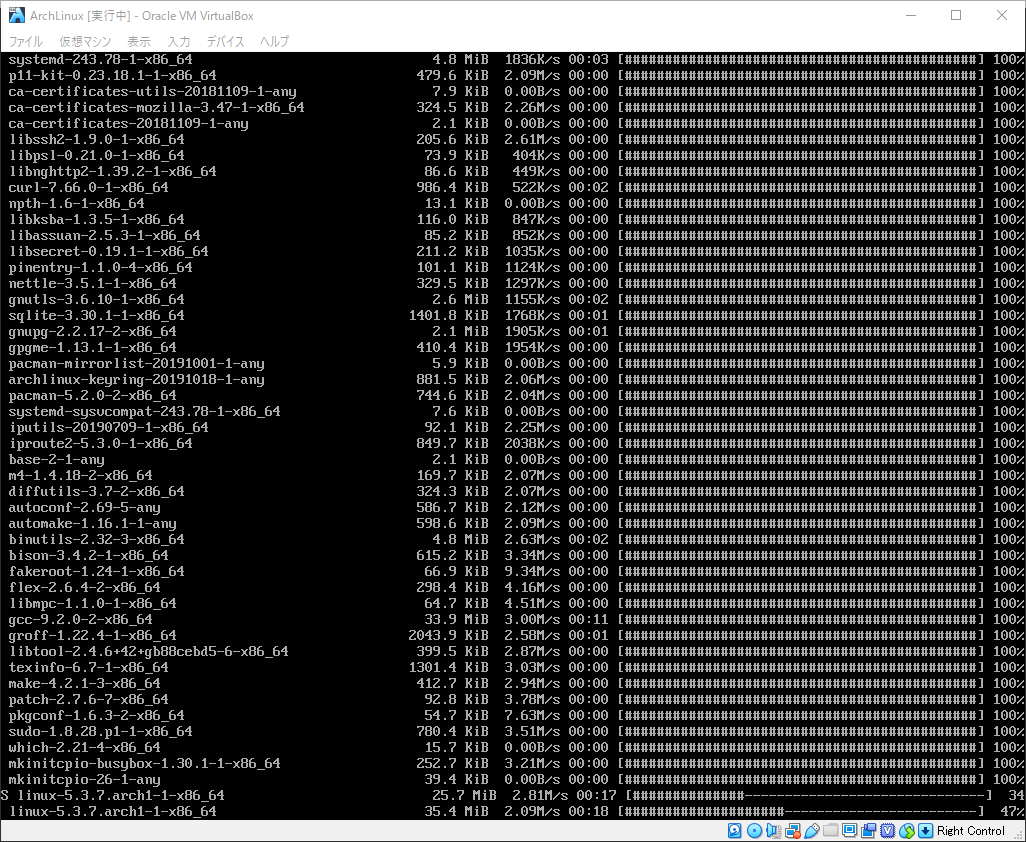 ArchLinux [実行中] - Oracle VM VirtualBox
ファイル 仮想マシン 表示 入力 デバイス ヘルプ
systemd-243.78-1-x86_64 4.8 MiB 1836K/s 00:03 [############################################] 100%
p11-kit-0.23.18.1-1-x86_64 479.6 KiB 2.09M/s 00:00 [############################################] 100%
ca-certificates-utils-20181109-1-any 7.9 KiB 0.00B/s 00:00 [############################################] 100%
ca-certificates-mozilla-3.47-1-x86_64 324.5 KiB 2.26M/s 00:00 [############################################] 100%
ca-certificates-20181109-1-any 2.1 KiB 0.00B/s 00:00 [############################################] 100%
libssh2-1.9.0-1-x86_64 205.6 KiB 2.61M/s 00:00 [############################################] 100%
libpsl-0.21.0-1-x86_64 73.9 KiB 404K/s 00:00 [############################################] 100%
libnghttp2-1.39.2-1-x86_64 86.6 KiB 449K/s 00:00 [############################################] 100%
curl-7.66.0-1-x86_64 986.4 KiB 522K/s 00:02 [############################################] 100%
npth-1.6-1-x86_64 13.1 KiB 0.00B/s 00:00 [############################################] 100%
libksba-1.3.5-1-x86_64 116.0 KiB 847K/s 00:00 [############################################] 100%
libassuan-2.5.3-1-x86_64 85.2 KiB 852K/s 00:00 [############################################] 100%
libsecret-0.19.1-1-x86_64 211.2 KiB 1035K/s 00:00 [############################################] 100%
pinentry-1.1.0-4-x86_64 101.1 KiB 1124K/s 00:00 [############################################] 100%
nettle-3.5.1-1-x86_64 329.5 KiB 1297K/s 00:00 [############################################] 100%
gnutls-3.6.10-1-x86_64 2.6 MiB 1155K/s 00:02 [############################################] 100%
sqlite-3.30.1-1-x86_64 1401.8 KiB 1768K/s 00:01 [############################################] 100%
gnupg-2.2.17-2-x86_64 2.1 MiB 1905K/s 00:01 [############################################] 100%
gpgme-1.13.1-1-x86_64 410.4 KiB 1954K/s 00:00 [############################################] 100%
pacman-mirrorlist-20191001-1-any 5.9 KiB 0.00B/s 00:00 [############################################] 100%
archlinux-keyring-20191018-1-any 881.5 KiB 2.06M/s 00:00 [############################################] 100%
pacman-5.2.0-2-x86_64 744.6 KiB 2.04M/s 00:00 [############################################] 100%
systemd-sysvcompat-243.78-1-x86_64 7.6 KiB 0.00B/s 00:00 [############################################] 100%
iputils-20190709-1-x86_64 92.1 KiB 2.25M/s 00:00 [############################################] 100%
iproute2-5.3.0-1-x86_64 849.7 KiB 2038K/s 00:00 [############################################] 100%
base-2-1-any 2.1 KiB 0.00B/s 00:00 [############################################] 100%
m4-1.4.18-2-x86_64 169.7 KiB 2.07M/s 00:00 [############################################] 100%
diffutils-3.7-2-x86_64 324.3 KiB 2.07M/s 00:00 [############################################] 100%
autoconf-2.69-5-any 586.7 KiB 2.12M/s 00:00 [############################################] 100%
automake-1.16.1-1-any 598.6 KiB 2.09M/s 00:00 [############################################] 100%
binutils-2.32-3-x86_64 4.8 MiB 2.63M/s 00:02 [############################################] 100%
bison-3.4.2-1-x86_64 615.2 KiB 3.34M/s 00:00 [############################################] 100%
fakeroot-1.24-1-x86_64 66.9 KiB 9.34M/s 00:00 [############################################] 100%
flex-2.6.4-2-x86_64 298.4 KiB 4.16M/s 00:00 [############################################] 100%
libmpc-1.1.0-1-x86_64 64.7 KiB 4.51M/s 00:00 [############################################] 100%
gcc-9.2.0-2-x86_64 33.9 MiB 3.00M/s 00:11 [############################################] 100%
groff-1.22.4-1-x86_64 2043.9 KiB 2.58M/s 00:01 [############################################] 100%
libtool-2.4.6+42+gb88cebd5-6-x86_64 399.5 KiB 2.87M/s 00:00 [############################################] 100%
texinfo-6.7-1-x86_64 1301.4 KiB 3.03M/s 00:00 [############################################] 100%
make-4.2.1-3-x86_64 412.7 KiB 2.94M/s 00:00 [############################################] 100%
patch-2.7.6-7-x86_64 92.8 KiB 3.78M/s 00:00 [############################################] 100%
pkgconf-1.6.3-2-x86_64 54.7 KiB 7.63M/s 00:00 [############################################] 100%
sudo-1.8.28.p1-1-x86_64 780.4 KiB 3.51M/s 00:00 [############################################] 100%
which-2.21-4-x86_64 15.7 KiB 0.00B/s 00:00 [############################################] 100%
mkinitcpio-busybox-1.30.1-1-x86_64 252.7 KiB 3.21M/s 00:00 [############################################] 100%
mkinitcpio-26-1-any 39.4 KiB 0.00B/s 00:00 [############################################] 100%
S linux-5.3.7.arch1-1-x86_64 25.7 MiB 2.81M/s 00:17 [##############------------------------------] 34
linux-5.3.7.arch1-1-x86_64 35.4 MiB 2.09M/s 00:18 [####################------------------------] 47%
Right Control